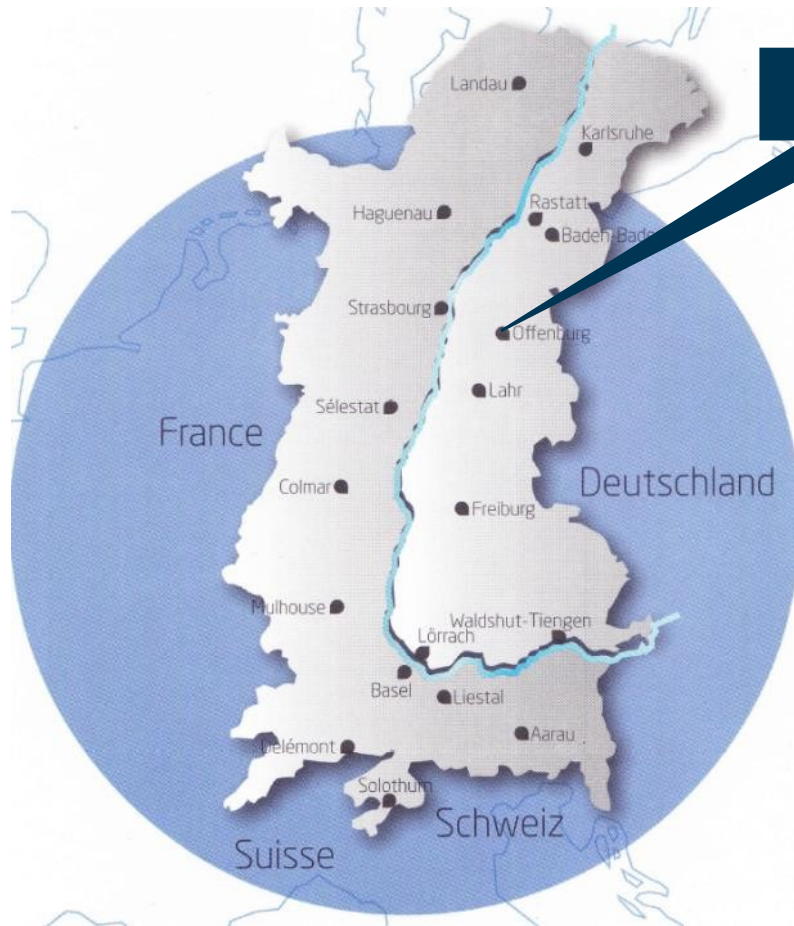 Landau
Karlsruhe
Haguenau
Rastatt
Baden-Bade
Strasbourg
Offenburg
Lahr
Sélestat
France
Colmar
Deutschland
Freiburg
Mulhouse
Waldshut-Tiengen
Lörrach
Basel
Liestal
Aarau
Delémont
Solothurn
Schweiz
Suisse